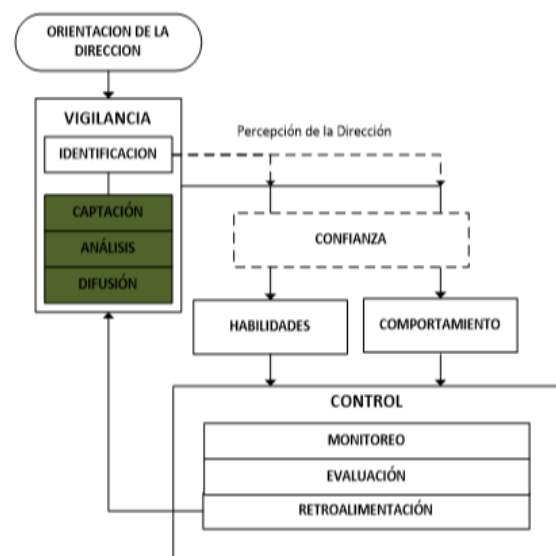 ORIENTACION DE LA
DIRECCION
VIGILANCIA
IDENTIFICACION
Percepción de la Dirección
CAPTACIÓN
ANÁLISIS
DIFUSIÓN
CONFIANZA
HABILIDADES
COMPORTAMIENTO
CONTROL
MONITOREO
EVALUACIÓN
RETROALIMENTACIÓN